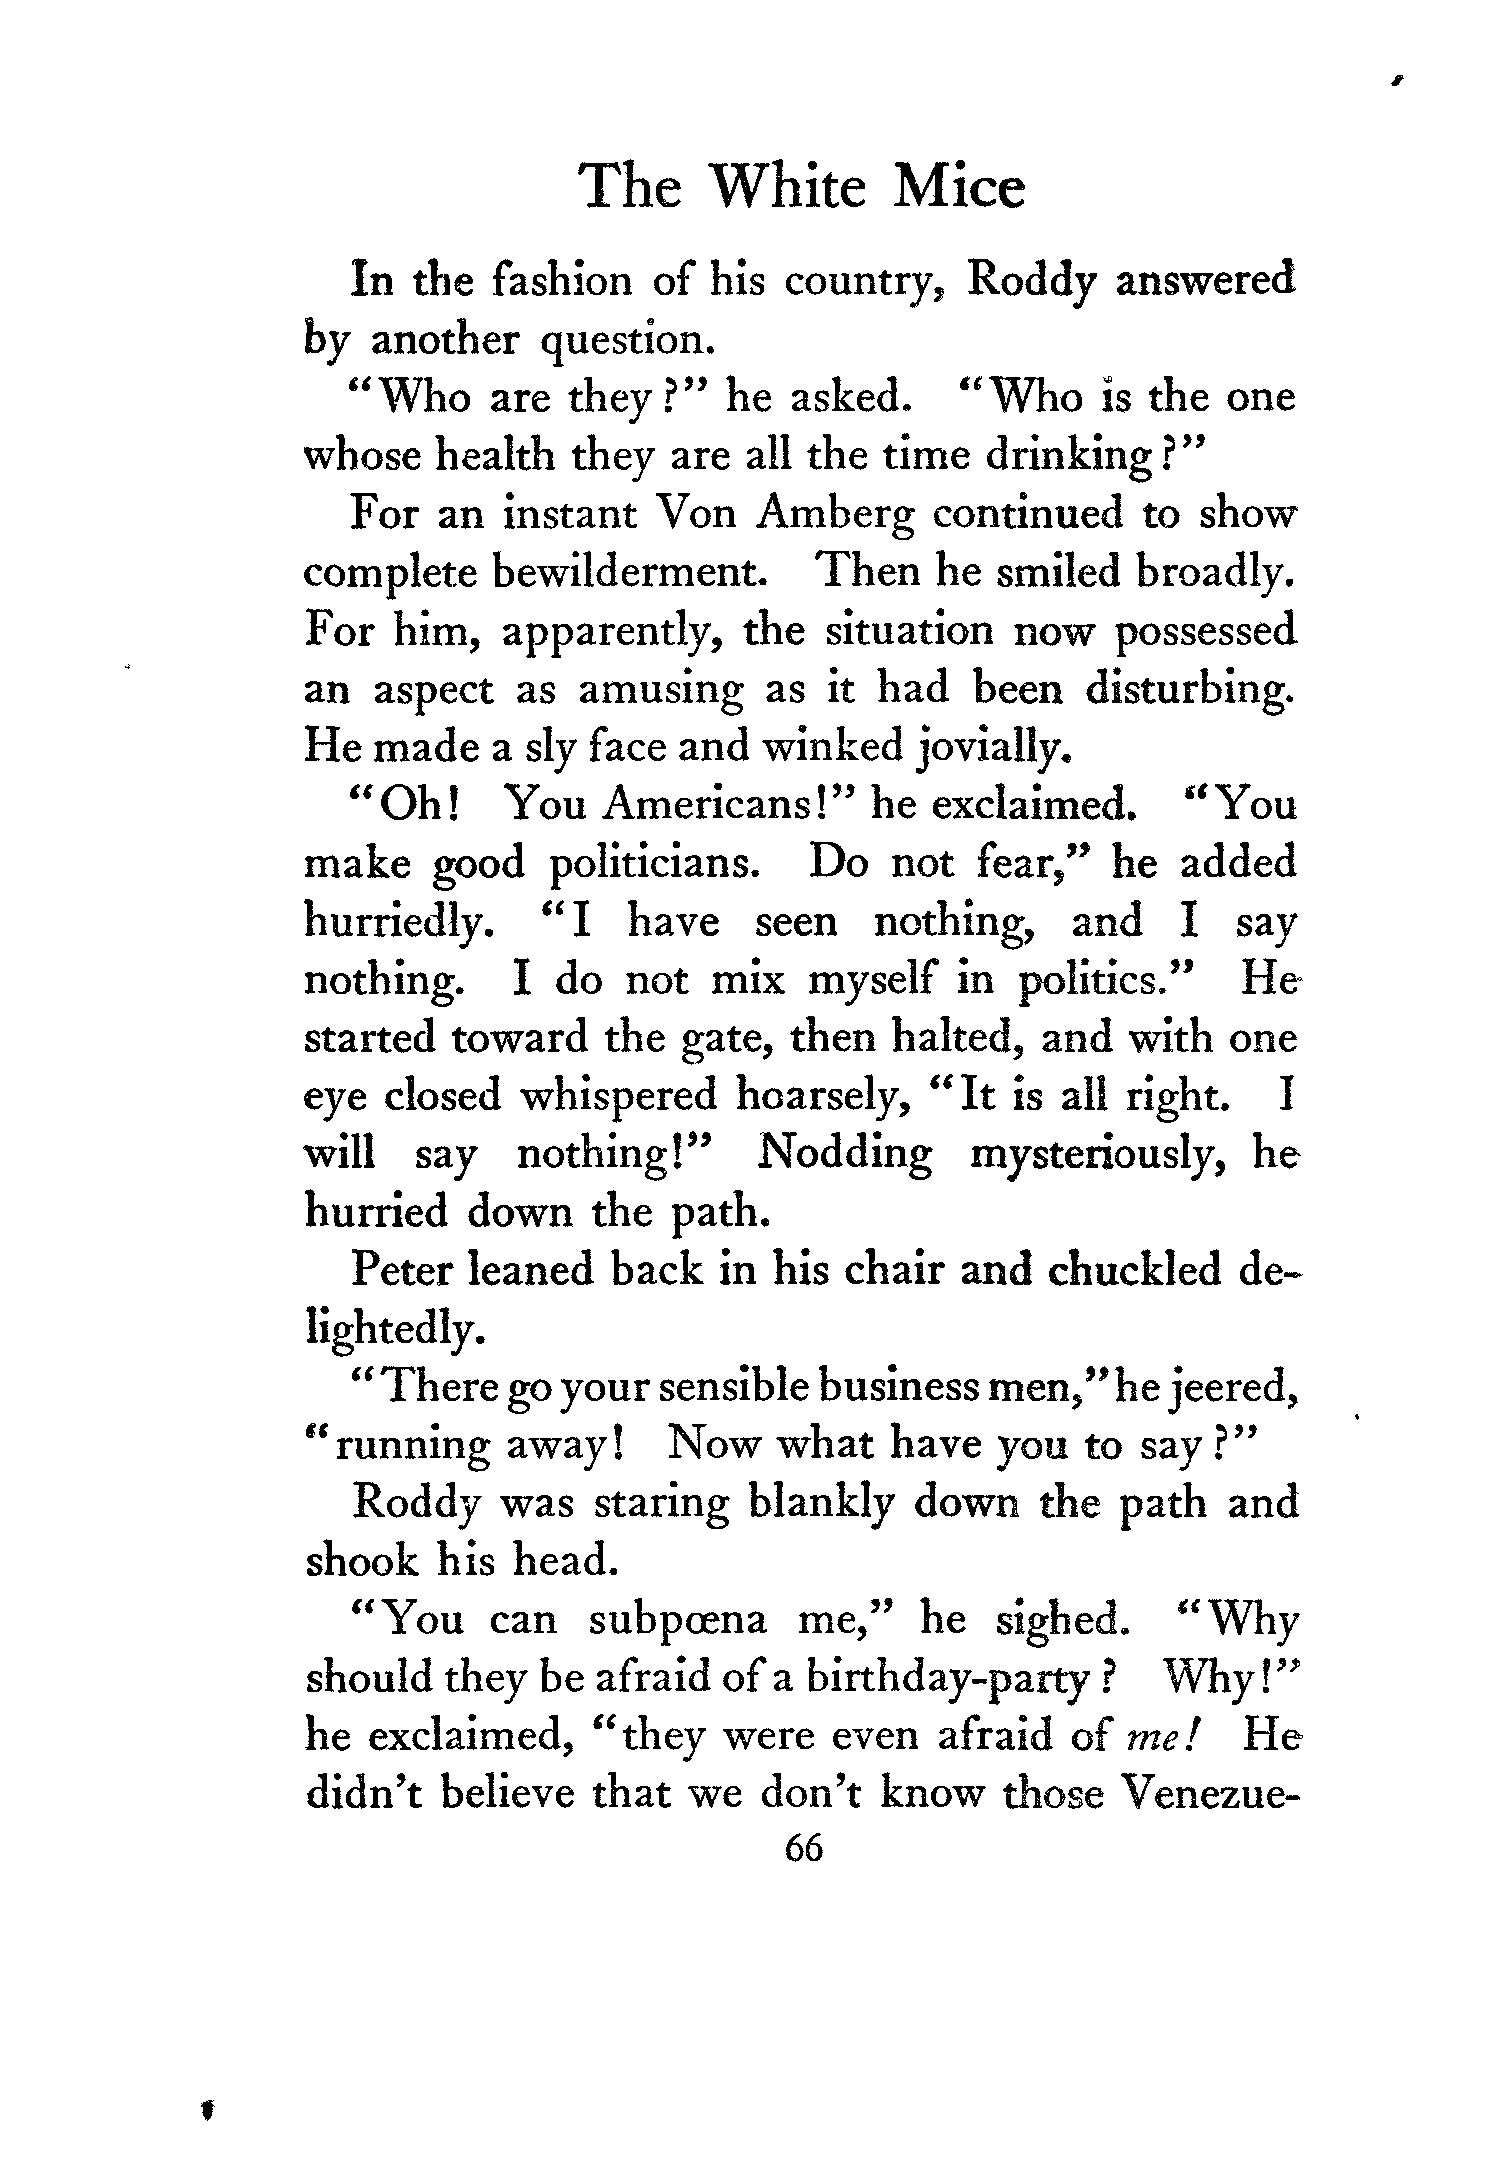 The White Mice
In the fashion of his country, Roddy answered
by another question.
"Who are they?" he asked. "Who is the one
whose health they are all the time drinking?"
For an instant Von Amberg continued to show
complete bewilderment. Then he smiled broadly.
For him, apparently, the situation now possessed
an aspect as amusing as it had been disturbing.
He made a sly face and winked jovially.
"Oh! You Americans!" he exclaimed. "You
make good politicians. Do not fear," he added
hurriedly. "I have seen nothing, and I say
nothing. I do not mix myself in politics." He
started toward the gate, then halted, and with one
eye closed whispered hoarsely, "It is all right. I
will say nothing!" Nodding mysteriously, he
hurried down the path.
Peter leaned back in his chair and chuckled de-
lightedly.
"There go your sensible business men," he jeered,
"running away! Now what have you to say?"
Roddy was staring blankly down the path and
shook his head.
"You can subpœna me," he sighed. "Why
should they be afraid of a birthday-party? Why!"
he exclaimed, "they were even afraid of me! He
didn't believe that we don't know those Venezue-
66